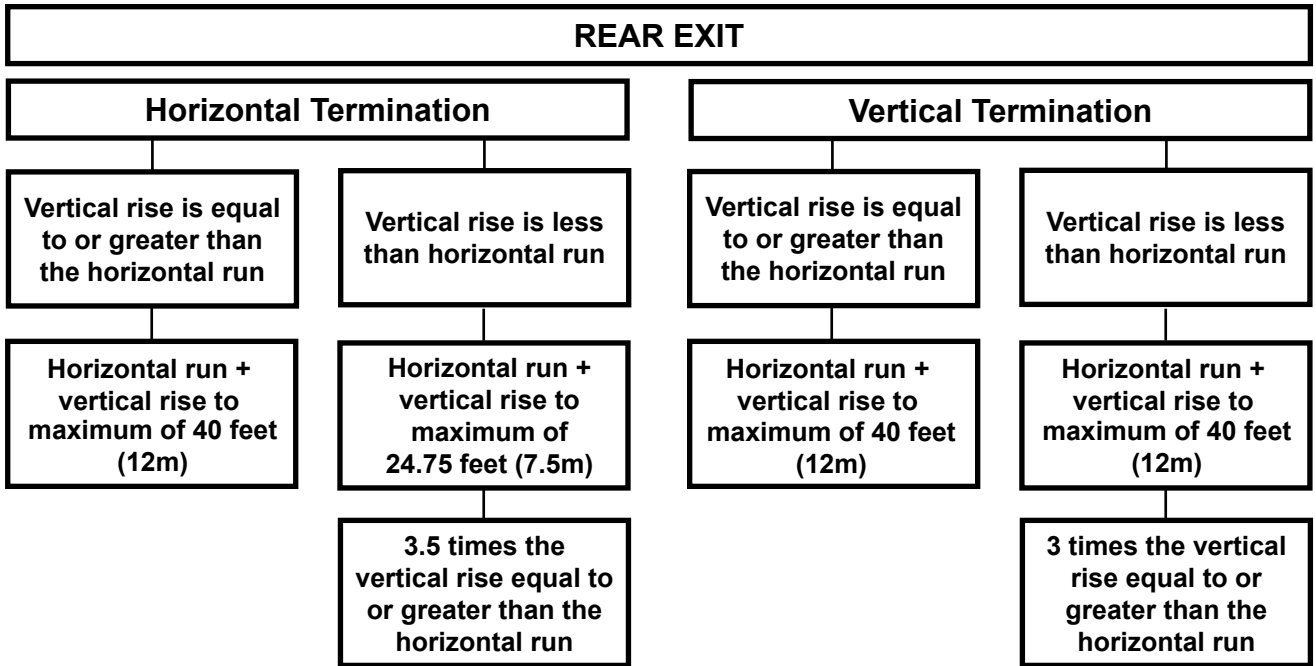 REAR EXIT
Horizontal Termination
Vertical Termination
Vertical rise is equal
to or greater than
the horizontal run
Vertical rise is less
than horizontal run
Vertical rise is equal
to or greater than
the horizontal run
Vertical rise is less
than horizontal run
Horizontal run +
vertical rise to
maximum of 40 feet
(12m)
Horizontal run +
vertical rise to
maximum of
24.75 feet (7.5m)
Horizontal run +
vertical rise to
maximum of 40 feet
(12m)
Horizontal run +
vertical rise to
maximum of 40 feet
(12m)
3.5 times the
vertical rise equal to
or greater than the
horizontal run
3 times the vertical
rise equal to or
greater than the
horizontal run